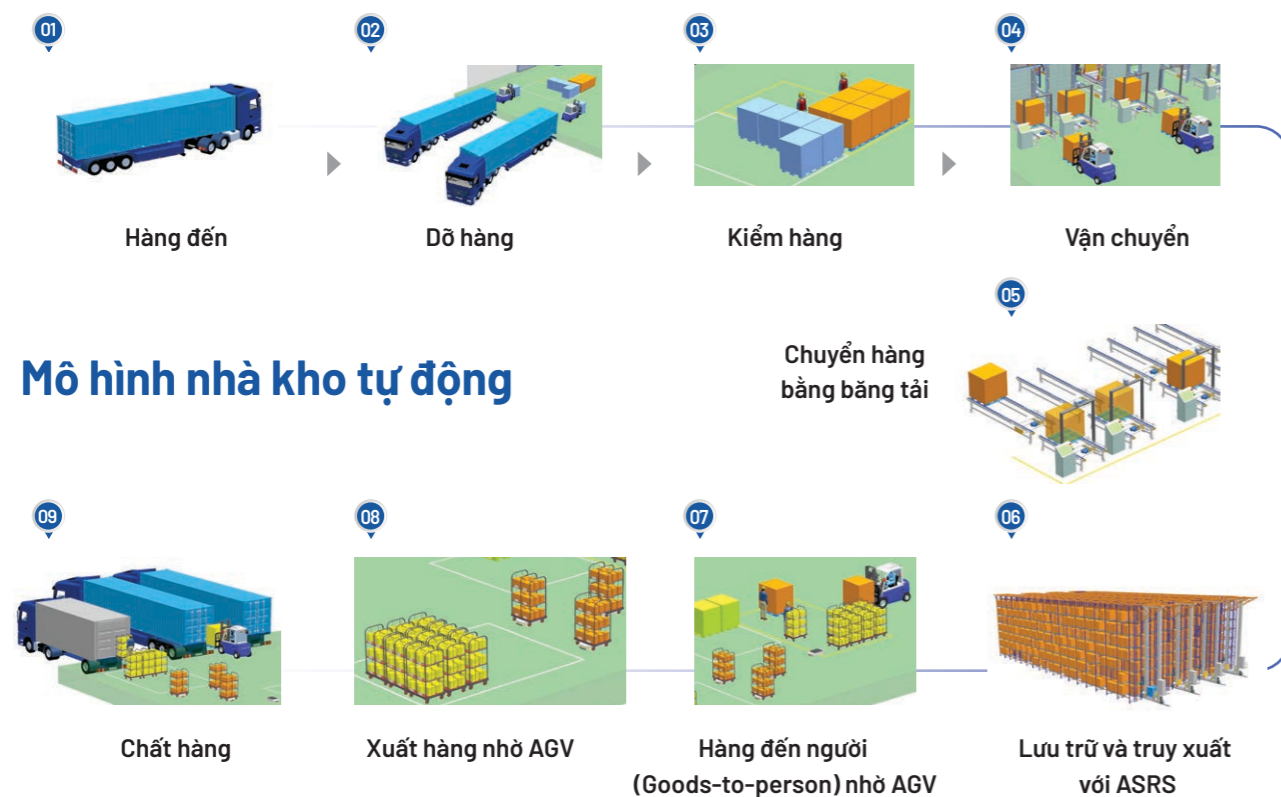 01
02
03
04
Hàng đến
Dỡ hàng
Kiểm hàng
Vận chuyển
Mô hình nhà kho tự động
05
Chuyển hàng
bằng băng tải
09
08
07
06
Chất hàng
Xuất hàng nhờ AGV
Hàng đến người
(Goods-to-person) nhờ AGV
Lưu trữ và truy xuất
với ASRS